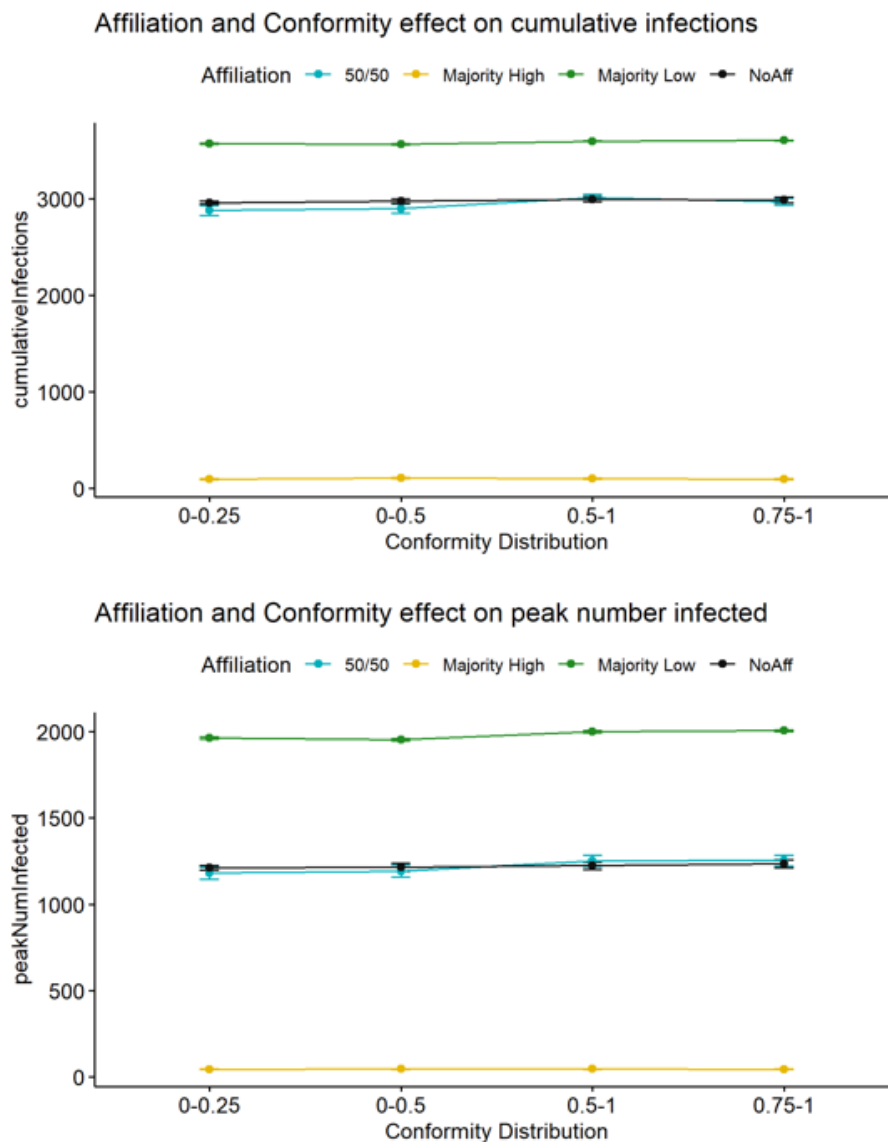 Affiliation and Conformity effect on cumulative infections
Affiliation 50/50 Majority High Majority Low NoAff
cumulativeInfections
3000
2000
1000
0
0-0.25 0-0.5 0.5-1 0.75-1
Conformity Distribution
Affiliation and Conformity effect on peak number infected
Affiliation 50/50 Majority High Majority Low NoAff
peakNumInfected
2000
1500
1000
500
0
0-0.25 0-0.5 0.5-1 0.75-1
Conformity Distribution